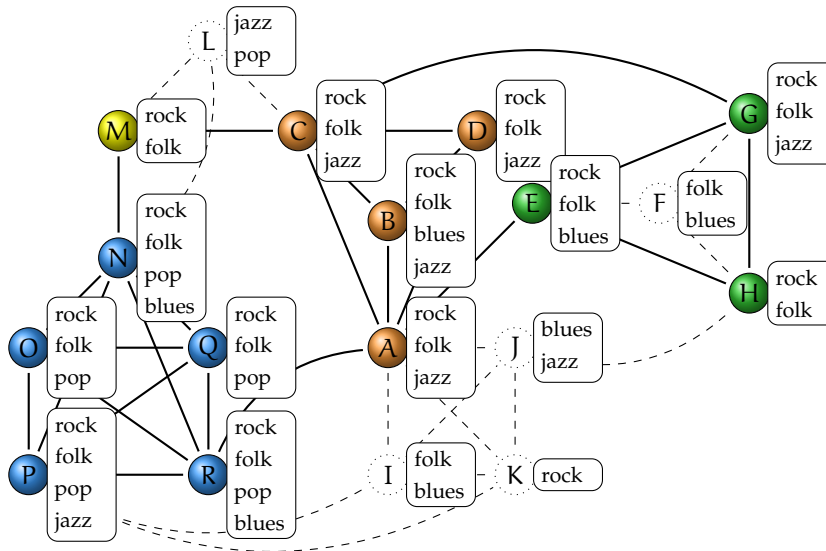 L
jazz
pop
M
rock
folk
C
rock
folk
jazz
D
rock
folk
jazz
G
rock
folk
jazz
B
rock
folk
blues
jazz
E
rock
folk
blues
F
folk
blues
N
rock
folk
pop
blues
H
rock
folk
O
rock
folk
pop
Q
rock
folk
pop
A
rock
folk
jazz
J
blues
jazz
P
rock
folk
pop
jazz
R
rock
folk
pop
blues
I
folk
blues
K
rock